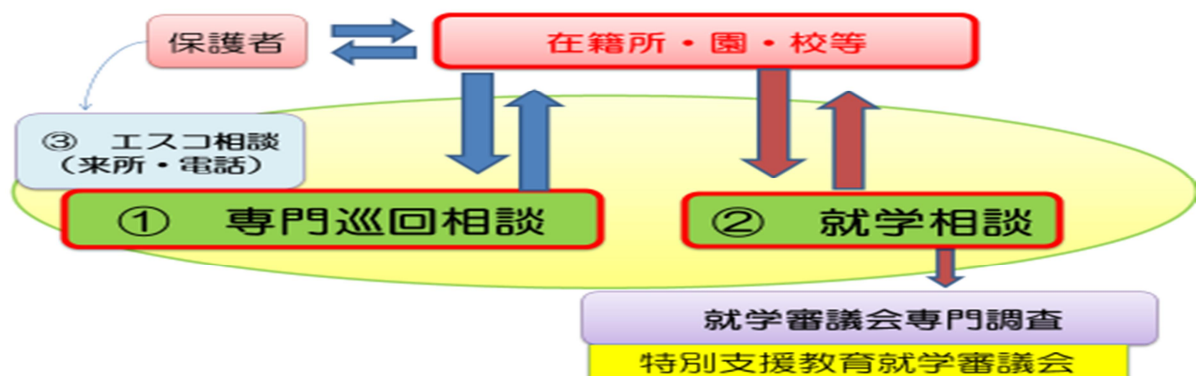 保護者
在籍所・園・校等
③ エスコ相談
（来所・電話）
① 専門巡回相談
② 就学相談
就学審議会専門調査
特別支援教育就学審議会